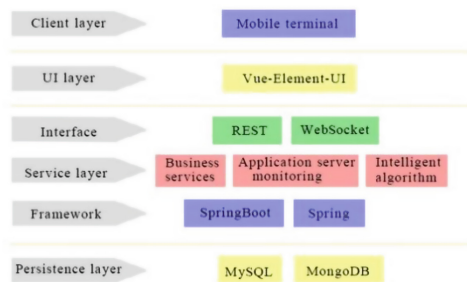 Client layer
Mobile terminal
UI layer
Vue-Element-UI
Interface
REST
WebSocket
Service layer
Business
services
Application server
monitoring
Intelligent
algorithm
Framework
SpringBoot
Spring
Persistence layer
MySQL
MongoDB